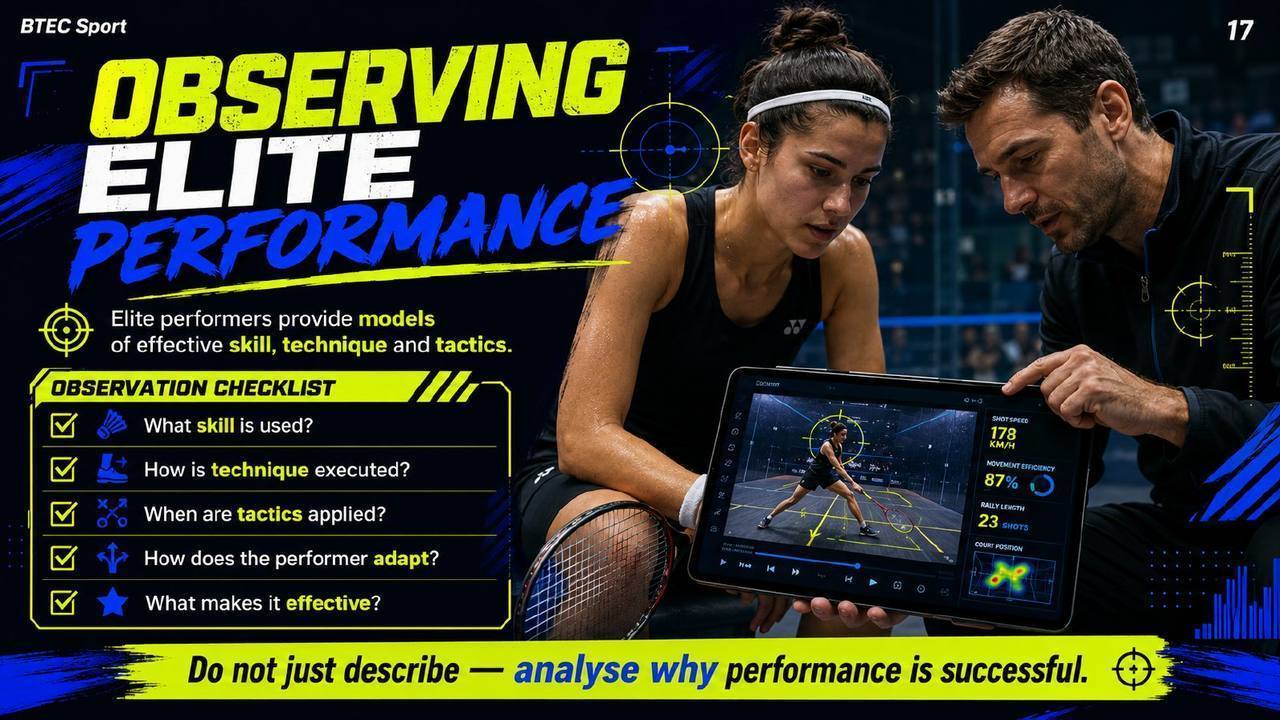 BTEC Sport
17
OBSERVING
ELITE
PERFORMANCE
Elite performers provide models
of effective skill, technique and tactics.
OBSERVATION CHECKLIST
What skill is used?
How is technique executed?
When are tactics applied?
How does the performer adapt?
What makes it effective?
SHOT SPEED
178
KM/H
MOVEMENT EFFICIENCY
87%
RALLY LENGTH
23 SHOTS
COURT POSITION
Do not just describe — analyse why performance is successful.